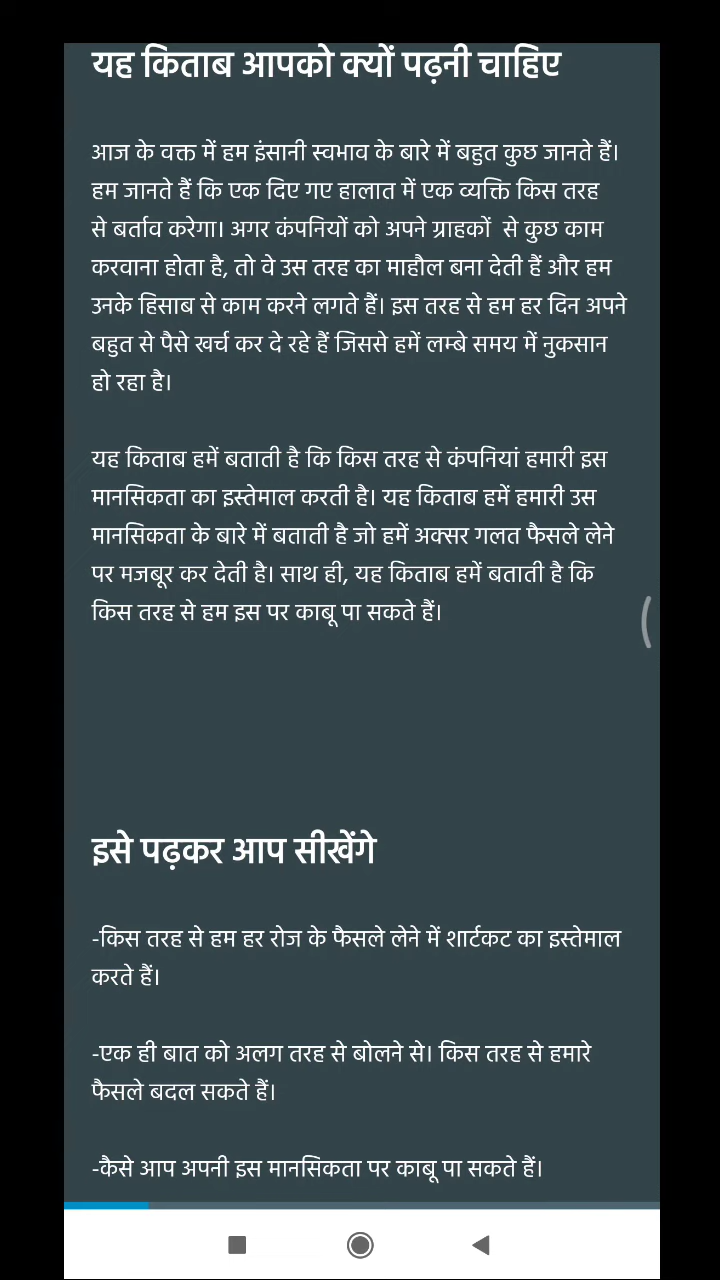 यह किताब आपको क्यों पढ़नी चाहिए
आज के वक्त में हम इंसानी स्वभाव के बारे में बहुत कुछ जानते हैं।
हम जानते हैं कि एक दिए गए हालात में एक व्यक्ति किस तरह
से बर्ताव करेगा। अगर कंपनियों को अपने ग्राहकों से कुछ काम
करवाना होता है, तो वे उस तरह का माहौल बना देती हैं और हम
उनके हिसाब से काम करने लगते हैं। इस तरह से हम हर दिन अपने
बहुत से पैसे खर्च कर दे रहे हैं जिससे हमें लम्बे समय में नुकसान
हो रहा है।
यह किताब हमें बताती है कि किस तरह से कंपनियां हमारी इस
मानसिकता का इस्तेमाल करती है। यह किताब हमें हमारी उस
मानसिकता के बारे में बताती है जो हमें अक्सर गलत फैसले लेने
पर मजबूर कर देती है। साथ ही, यह किताब हमें बताती है कि
किस तरह से हम इस पर काबू पा सकते हैं।
इसे पढ़कर आप सीखेंगे
-किस तरह से हम हर रोज के फैसले लेने में शार्टकट का इस्तेमाल
करते हैं।
-एक ही बात को अलग तरह से बोलने से। किस तरह से हमारे
फैसले बदल सकते हैं।
-कैसे आप अपनी इस मानसिकता पर काबू पा सकते हैं।